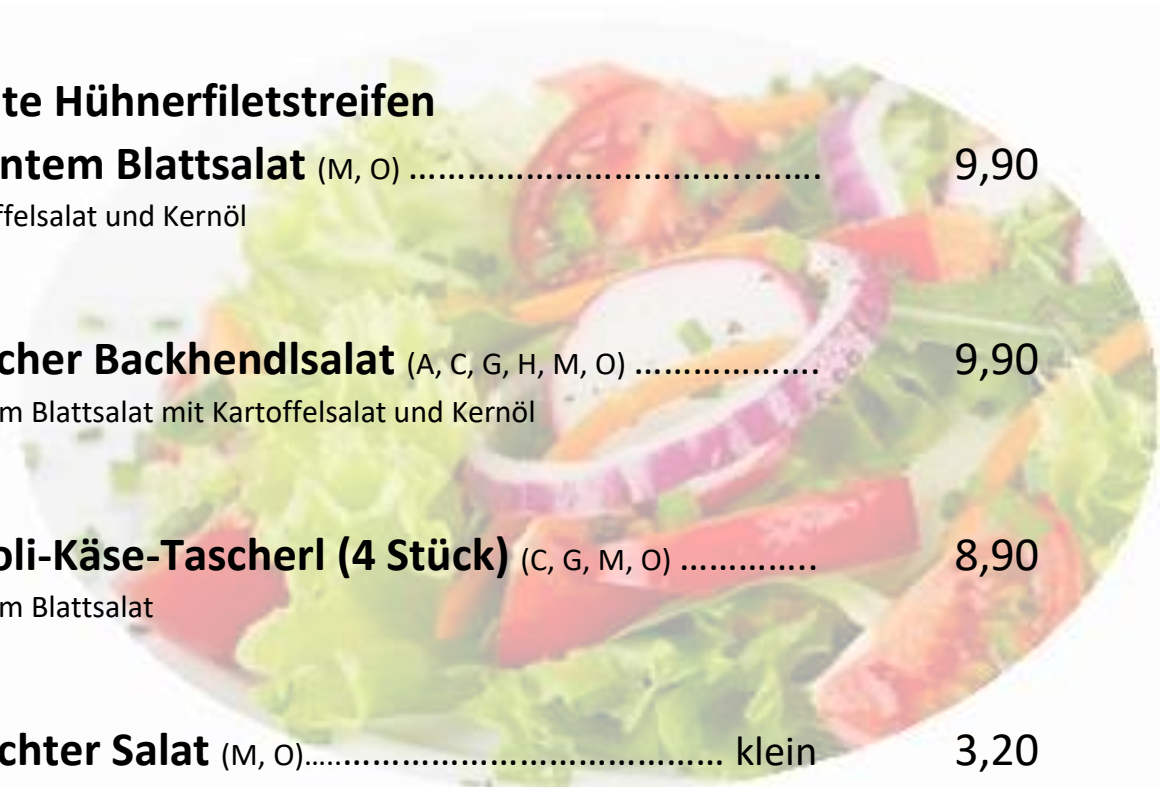 te Hühnerfiletstreifen
ntem Blattsalat (M, O) ……………………………..……. 9,90
ffelsalat und Kernöl
cher Backhendlsalat (A, C, G, H, M, O) ………………. 9,90
m Blattsalat mit Kartoffelsalat und Kernöl
oli-Käse-Tascherl (4 Stück) (C, G, M, O) ………….. 8,90
m Blattsalat
chter Salat (M, O)…..………………………………… klein 3,20